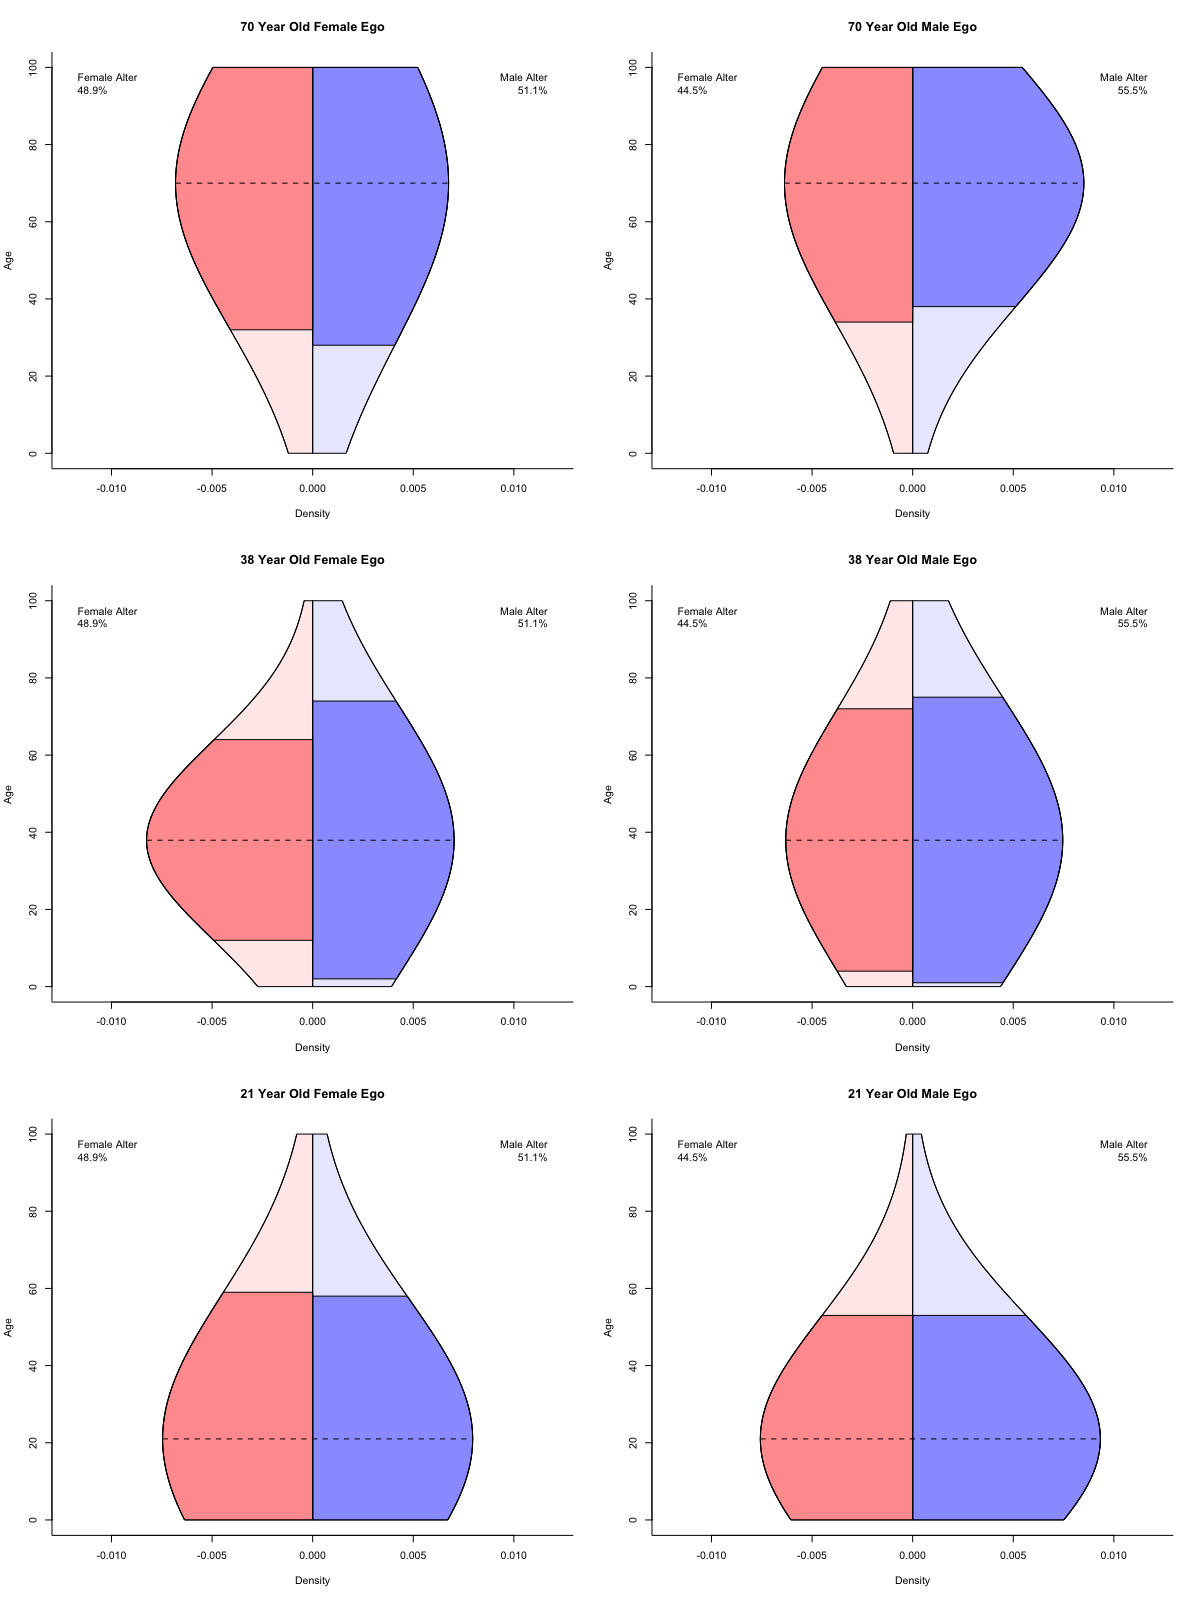 70 Year Old Female Ego
Female Alter
48.9%
Male Alter
51.1%
Age
100
80
60
40
20
0
-0.010 -0.005 0.000 0.005 0.010
Density
70 Year Old Male Ego
Female Alter
44.5%
Male Alter
55.5%
Age
100
80
60
40
20
0
-0.010 -0.005 0.000 0.005 0.010
Density
38 Year Old Female Ego
Female Alter
48.9%
Male Alter
51.1%
Age
100
80
60
40
20
0
-0.010 -0.005 0.000 0.005 0.010
Density
38 Year Old Male Ego
Female Alter
44.5%
Male Alter
55.5%
Age
100
80
60
40
20
0
-0.010 -0.005 0.000 0.005 0.010
Density
21 Year Old Female Ego
Female Alter
48.9%
Male Alter
51.1%
Age
100
80
60
40
20
0
-0.010 -0.005 0.000 0.005 0.010
Density
21 Year Old Male Ego
Female Alter
44.5%
Male Alter
55.5%
Age
100
80
60
40
20
0
-0.010 -0.005 0.000 0.005 0.010
Density